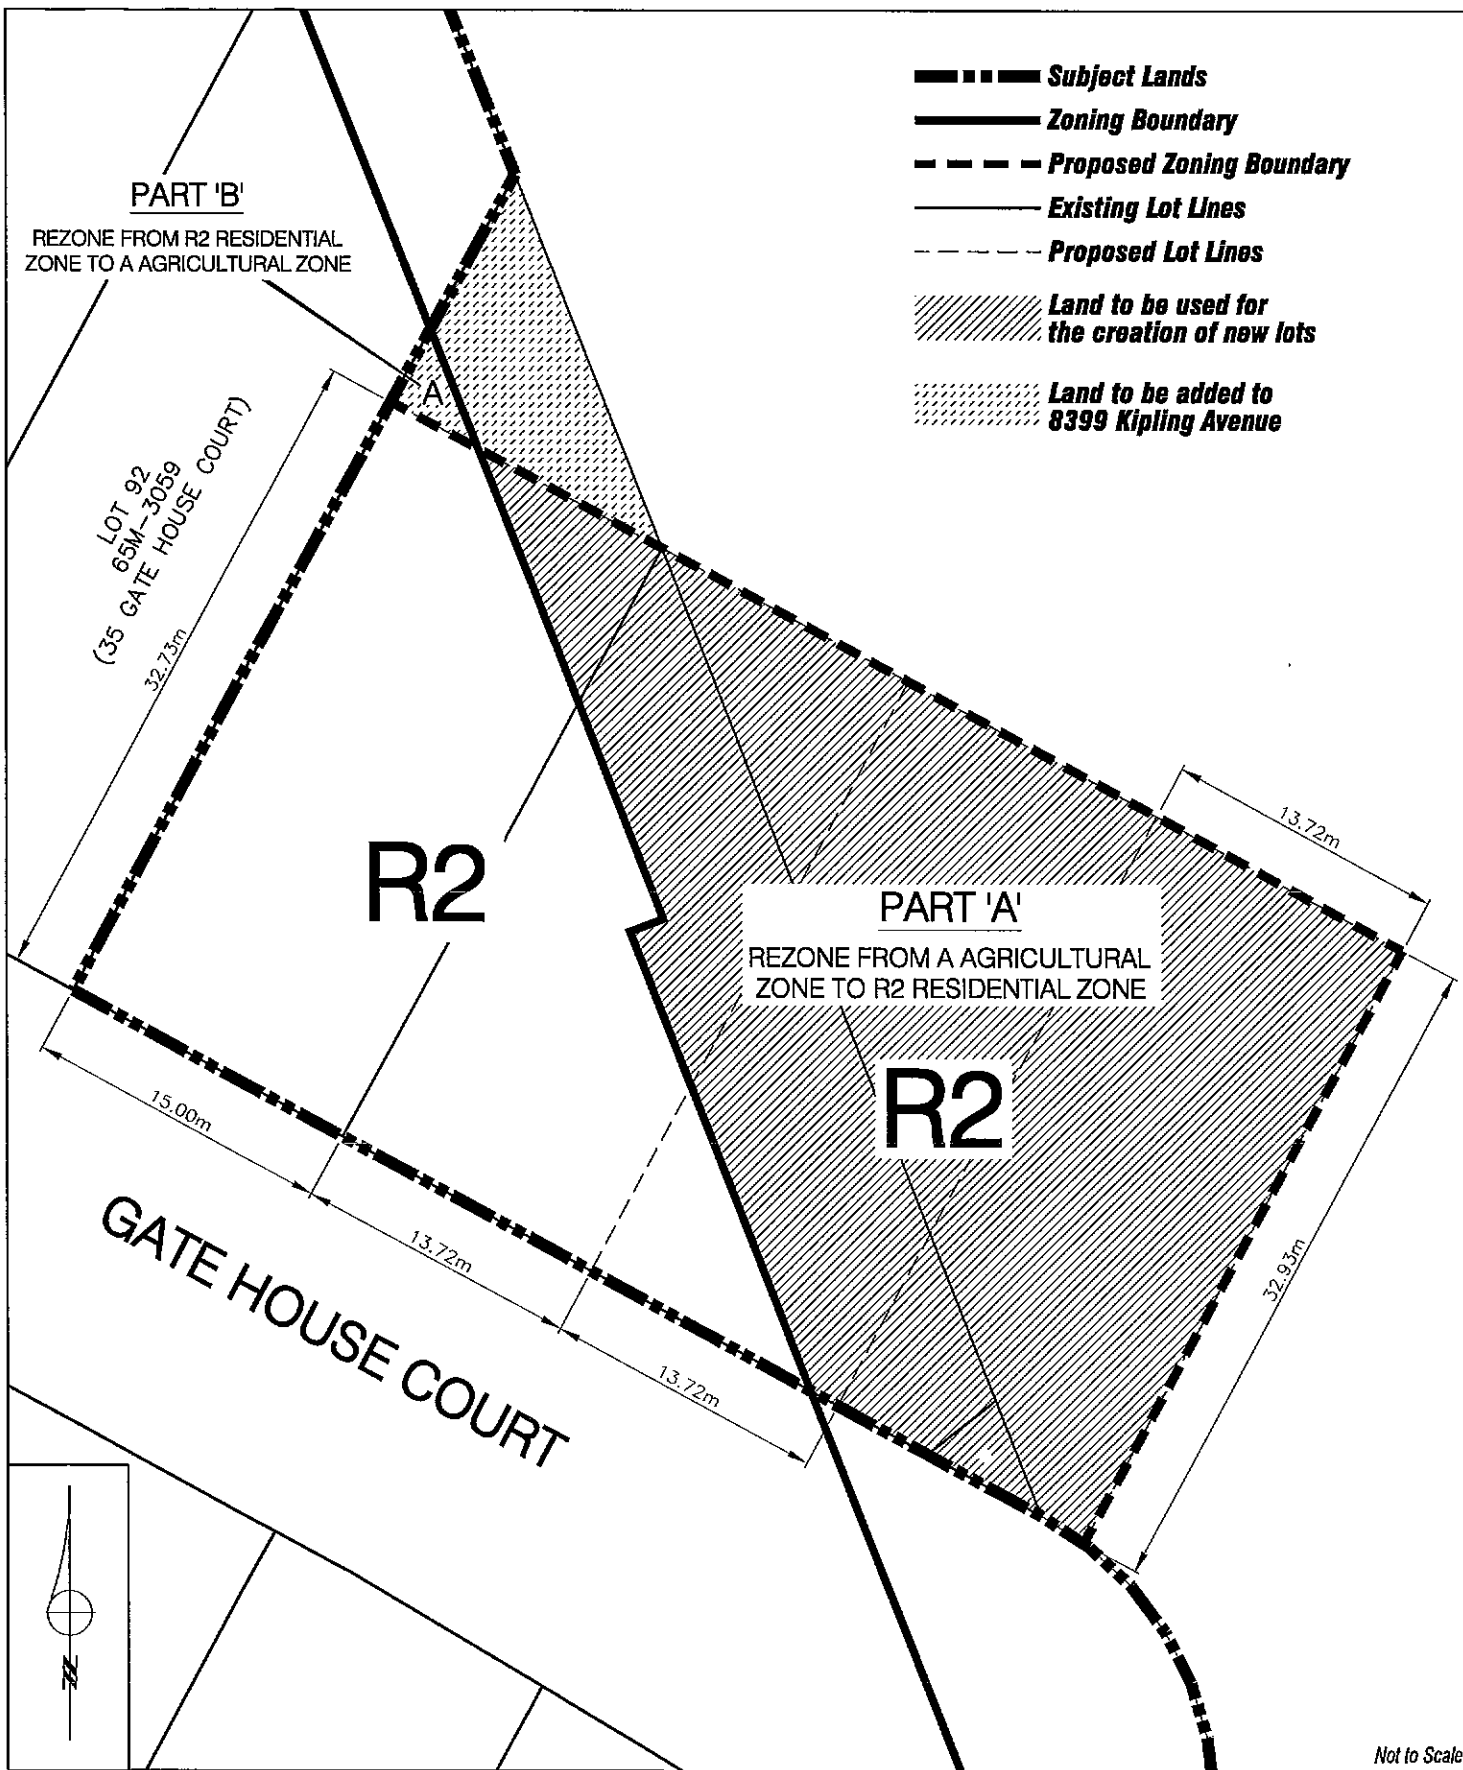 Subject Lands
Zoning Boundary
Proposed Zoning Boundary
Existing Lot Lines
Proposed Lot Lines
Land to be used for
the creation of new lots
Land to be added to
8399 Kipling Avenue
PART 'B'
REZONE FROM R2 RESIDENTIAL
ZONE TO A AGRICULTURAL ZONE
A
LOT 92
65M-3059
(35 GATE HOUSE COURT)
32.73m
R2
13.72m
PART 'A'
REZONE FROM A AGRICULTURAL
ZONE TO R2 RESIDENTIAL ZONE
R2
32.93m
15.00m
13.72m
13.72m
GATE HOUSE COURT
N
Not to Scale